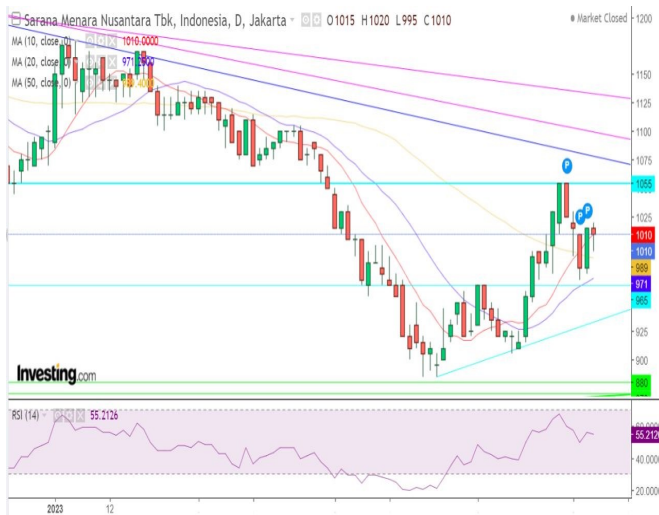 Sarana Menara Nusantara Tbk, Indonesia, D, Jakarta O1015 H1020 L995 C1010
Market Closed
MA (10, close, 0) 1010.0000
MA (20, close, 0)
MA (50, close, 0)
1200
1150
1125
1100
1075
1055
1025
1010
1010
989
971
965
925
900
880
P
P P
Investing.com
RSI (14) 55.2126
60.0000
55.2126
40.0000
20.0000
2023 12